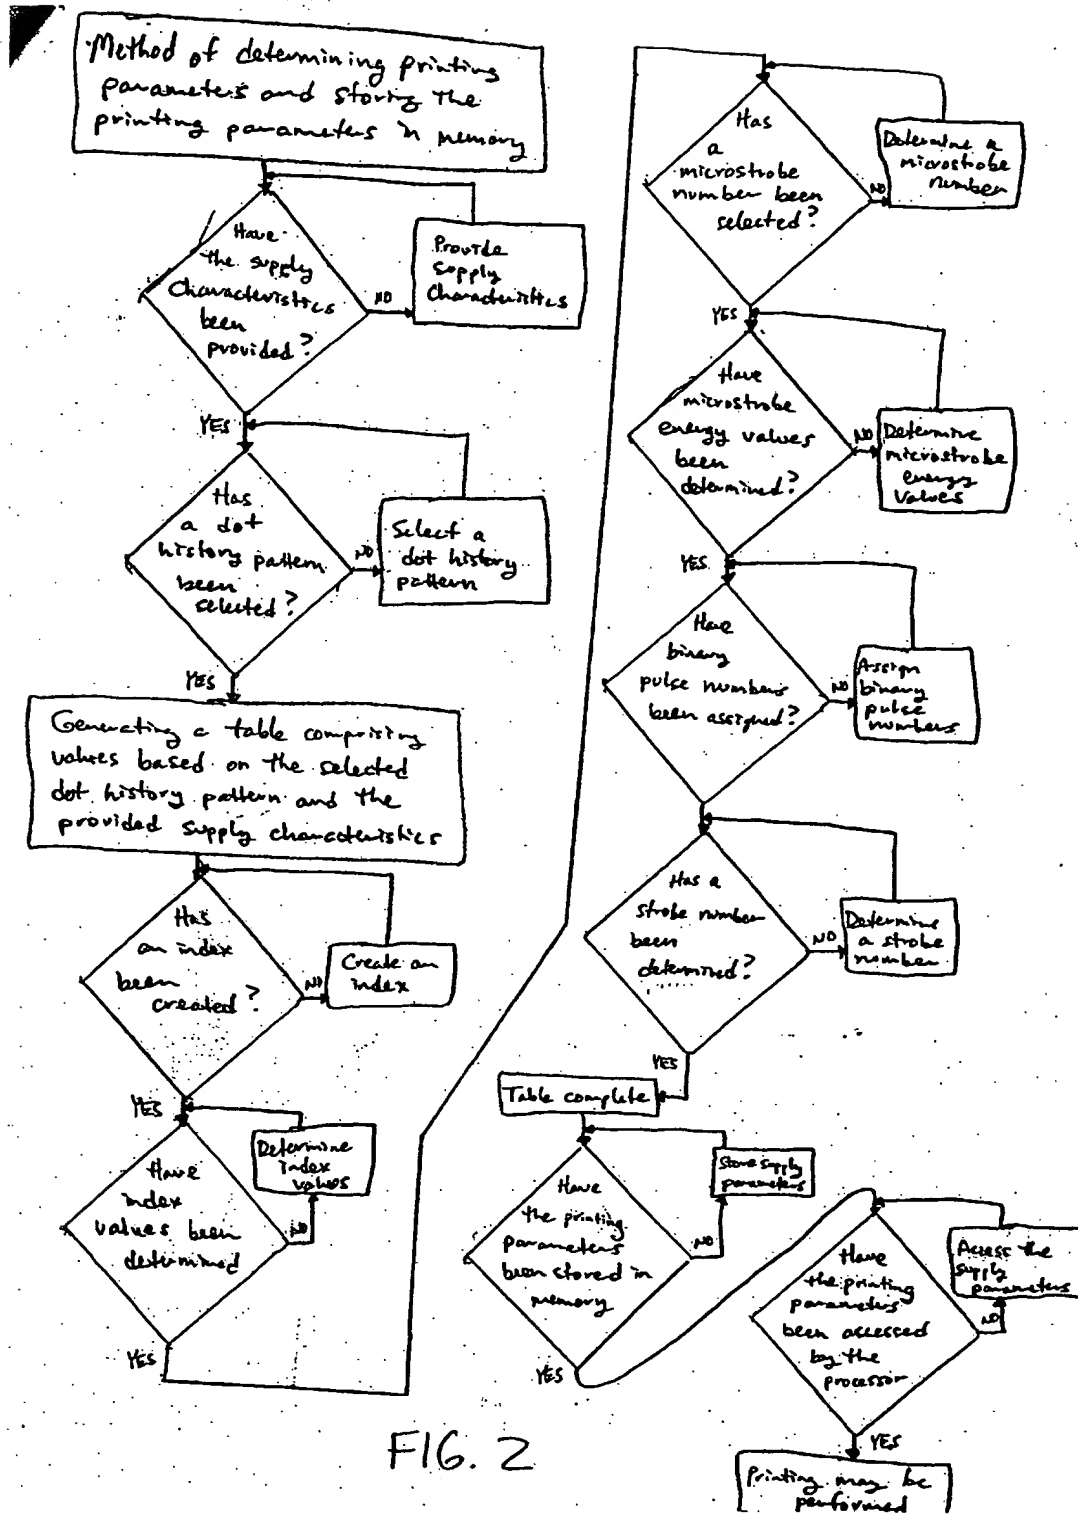 Method of determining printing
parameters and storing the
printing parameters in memory
Have
the supply
characteristics
been
provided?
NO
Provide
supply
characteristics
YES
Has
a dot
history pattern
been
selected?
NO
Select a
dot history
pattern
YES
Generating a table comprising
values based on the selected
dot history pattern and the
provided supply characteristics
Has
an index
been
created?
NO
Create an
index
YES
Have
index
values been
determined
NO
Determine
index
values
YES
Has
a
microstrobe
number been
selected?
NO
Determine a
microstrobe
number
YES
Have
microstrobe
energy values
been
determined?
NO
Determine
microstrobe
energy
values
YES
Have
binary
pulse numbers
been assigned?
NO
Assign
binary
pulse
numbers
Has a
strobe number
been
determined?
NO
Determine
a strobe
number
YES
Table complete
Have
the printing
parameters
been stored in
memory
NO
Store supply
parameters
YES
Have
the printing
parameters
been accessed
by the
processor
NO
Access the
supply
parameters
YES
Printing may be
performed
FIG. 2